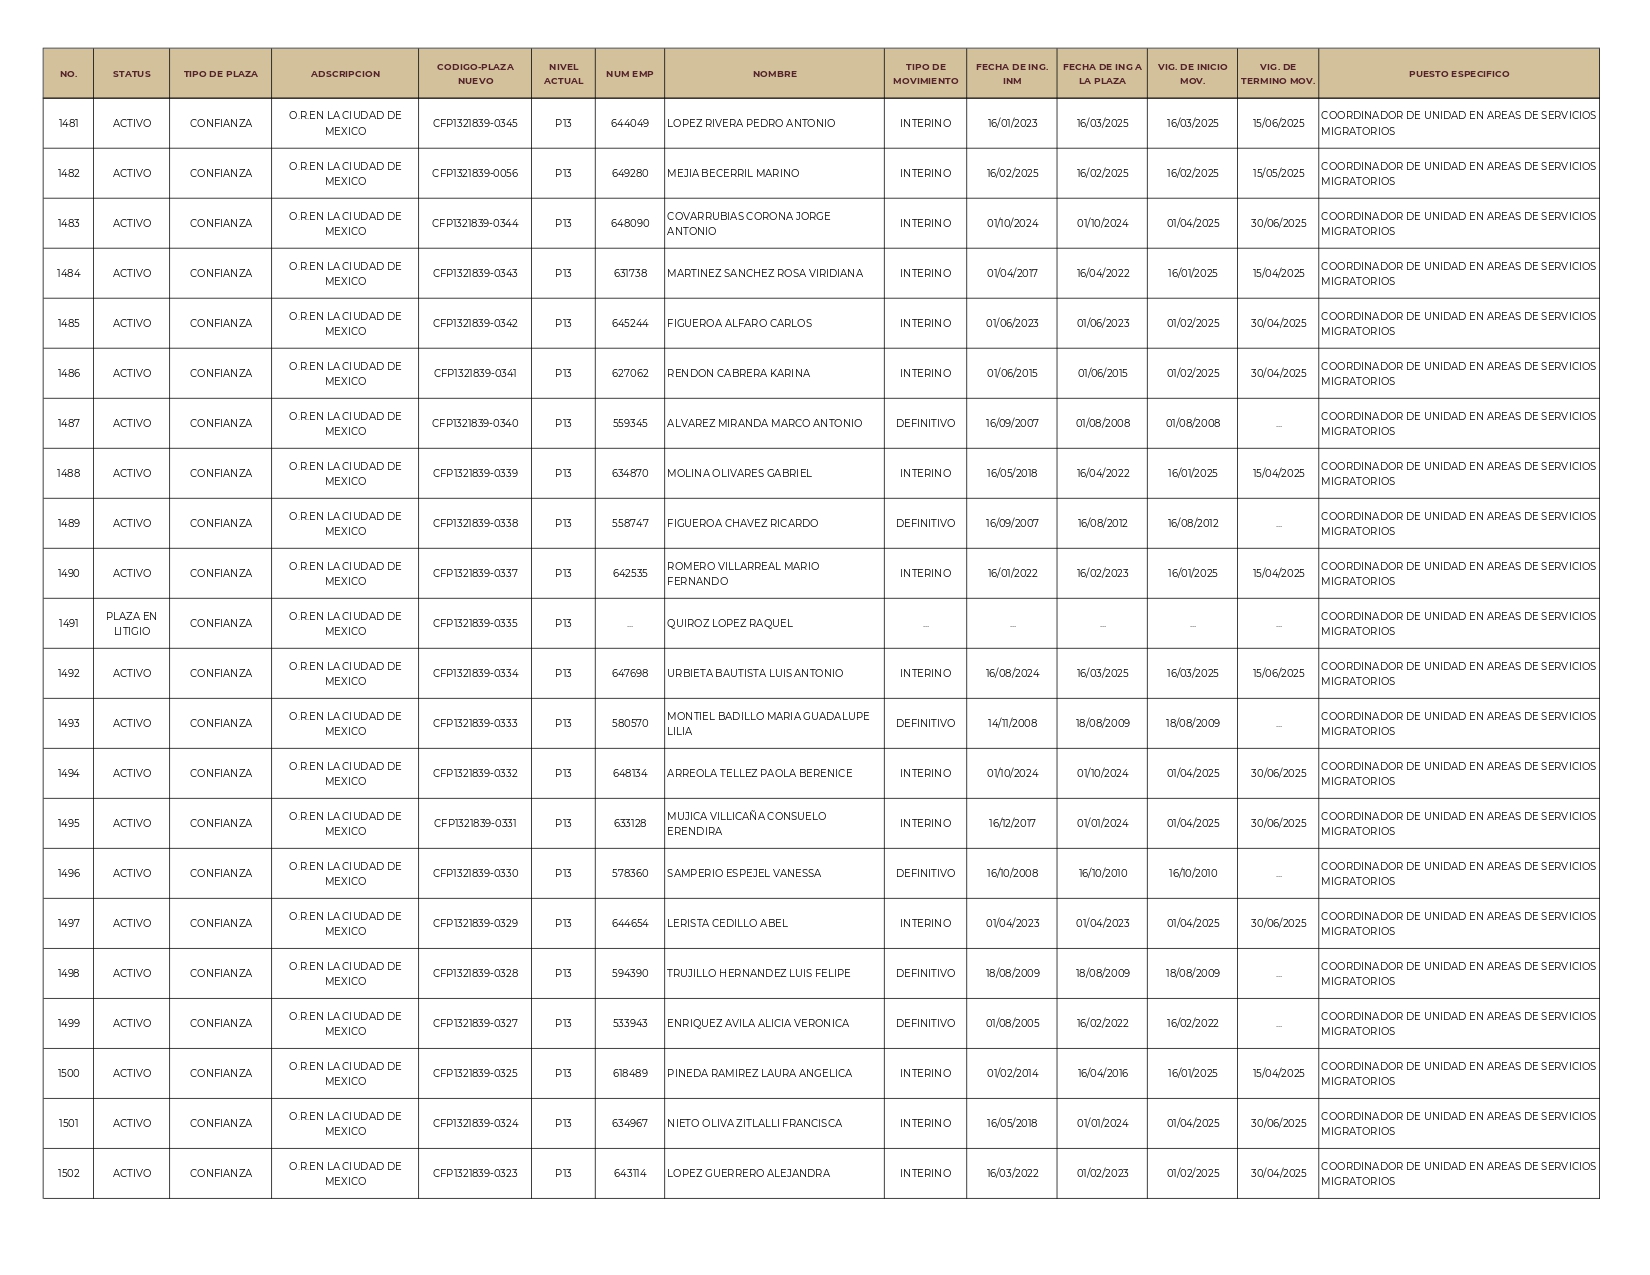 NO. STATUS TIPO DE PLAZA ADSCRIPCION CODIGO-PLAZA NUEVO NIVEL ACTUAL NUM EMP NOMBRE TIPO DE MOVIMIENTO FECHA DE ING. INM FECHA DE ING A LA PLAZA VIG. DE INICIO MOV. VIG. DE TERMINO MOV. PUESTO ESPECIFICO
1481 ACTIVO CONFIANZA O.R.EN LA CIUDAD DE MEXICO CFP1321839-0345 P13 644049 LOPEZ RIVERA PEDRO ANTONIO INTERINO 16/01/2023 16/03/2025 16/03/2025 15/06/2025 COORDINADOR DE UNIDAD EN AREAS DE SERVICIOS MIGRATORIOS
1482 ACTIVO CONFIANZA O.R.EN LA CIUDAD DE MEXICO CFP1321839-0056 P13 649280 MEJIA BECERRIL MARINO INTERINO 16/02/2025 16/02/2025 16/02/2025 15/05/2025 COORDINADOR DE UNIDAD EN AREAS DE SERVICIOS MIGRATORIOS
1483 ACTIVO CONFIANZA O.R.EN LA CIUDAD DE MEXICO CFP1321839-0344 P13 648090 COVARRUBIAS CORONA JORGE ANTONIO INTERINO 01/10/2024 01/10/2024 01/04/2025 30/06/2025 COORDINADOR DE UNIDAD EN AREAS DE SERVICIOS MIGRATORIOS
1484 ACTIVO CONFIANZA O.R.EN LA CIUDAD DE MEXICO CFP1321839-0343 P13 631738 MARTINEZ SANCHEZ ROSA VIRIDIANA INTERINO 01/04/2017 16/04/2022 16/01/2025 15/04/2025 COORDINADOR DE UNIDAD EN AREAS DE SERVICIOS MIGRATORIOS
1485 ACTIVO CONFIANZA O.R.EN LA CIUDAD DE MEXICO CFP1321839-0342 P13 645244 FIGUEROA ALFARO CARLOS INTERINO 01/06/2023 01/06/2023 01/02/2025 30/04/2025 COORDINADOR DE UNIDAD EN AREAS DE SERVICIOS MIGRATORIOS
1486 ACTIVO CONFIANZA O.R.EN LA CIUDAD DE MEXICO CFP1321839-0341 P13 627062 RENDON CABRERA KARINA INTERINO 01/06/2015 01/06/2015 01/02/2025 30/04/2025 COORDINADOR DE UNIDAD EN AREAS DE SERVICIOS MIGRATORIOS
1487 ACTIVO CONFIANZA O.R.EN LA CIUDAD DE MEXICO CFP1321839-0340 P13 559345 ALVAREZ MIRANDA MARCO ANTONIO DEFINITIVO 16/09/2007 01/08/2008 01/08/2008 ... COORDINADOR DE UNIDAD EN AREAS DE SERVICIOS MIGRATORIOS
1488 ACTIVO CONFIANZA O.R.EN LA CIUDAD DE MEXICO CFP1321839-0339 P13 634870 MOLINA OLIVARES GABRIEL INTERINO 16/05/2018 16/04/2022 16/01/2025 15/04/2025 COORDINADOR DE UNIDAD EN AREAS DE SERVICIOS MIGRATORIOS
1489 ACTIVO CONFIANZA O.R.EN LA CIUDAD DE MEXICO CFP1321839-0338 P13 558747 FIGUEROA CHAVEZ RICARDO DEFINITIVO 16/09/2007 16/08/2012 16/08/2012 ... COORDINADOR DE UNIDAD EN AREAS DE SERVICIOS MIGRATORIOS
1490 ACTIVO CONFIANZA O.R.EN LA CIUDAD DE MEXICO CFP1321839-0337 P13 642535 ROMERO VILLARREAL MARIO FERNANDO INTERINO 16/01/2022 16/02/2023 16/01/2025 15/04/2025 COORDINADOR DE UNIDAD EN AREAS DE SERVICIOS MIGRATORIOS
1491 PLAZA EN LITIGIO CONFIANZA O.R.EN LA CIUDAD DE MEXICO CFP1321839-0335 P13 ... QUIROZ LOPEZ RAQUEL ... ... ... ... ... COORDINADOR DE UNIDAD EN AREAS DE SERVICIOS MIGRATORIOS
1492 ACTIVO CONFIANZA O.R.EN LA CIUDAD DE MEXICO CFP1321839-0334 P13 647698 URBIETA BAUTISTA LUIS ANTONIO INTERINO 16/08/2024 16/03/2025 16/03/2025 15/06/2025 COORDINADOR DE UNIDAD EN AREAS DE SERVICIOS MIGRATORIOS
1493 ACTIVO CONFIANZA O.R.EN LA CIUDAD DE MEXICO CFP1321839-0333 P13 580570 MONTIEL BADILLO MARIA GUADALUPE LILIA DEFINITIVO 14/11/2008 18/08/2009 18/08/2009 ... COORDINADOR DE UNIDAD EN AREAS DE SERVICIOS MIGRATORIOS
1494 ACTIVO CONFIANZA O.R.EN LA CIUDAD DE MEXICO CFP1321839-0332 P13 648134 ARREOLA TELLEZ PAOLA BERENICE INTERINO 01/10/2024 01/10/2024 01/04/2025 30/06/2025 COORDINADOR DE UNIDAD EN AREAS DE SERVICIOS MIGRATORIOS
1495 ACTIVO CONFIANZA O.R.EN LA CIUDAD DE MEXICO CFP1321839-0331 P13 633128 MUJICA VILLICAÑA CONSUELO ERENDIRA INTERINO 16/12/2017 01/01/2024 01/04/2025 30/06/2025 COORDINADOR DE UNIDAD EN AREAS DE SERVICIOS MIGRATORIOS
1496 ACTIVO CONFIANZA O.R.EN LA CIUDAD DE MEXICO CFP1321839-0330 P13 578360 SAMPERIO ESPEJEL VANESSA DEFINITIVO 16/10/2008 16/10/2010 16/10/2010 ... COORDINADOR DE UNIDAD EN AREAS DE SERVICIOS MIGRATORIOS
1497 ACTIVO CONFIANZA O.R.EN LA CIUDAD DE MEXICO CFP1321839-0329 P13 644654 LERISTA CEDILLO ABEL INTERINO 01/04/2023 01/04/2023 01/04/2025 30/06/2025 COORDINADOR DE UNIDAD EN AREAS DE SERVICIOS MIGRATORIOS
1498 ACTIVO CONFIANZA O.R.EN LA CIUDAD DE MEXICO CFP1321839-0328 P13 594390 TRUJILLO HERNANDEZ LUIS FELIPE DEFINITIVO 18/08/2009 18/08/2009 18/08/2009 ... COORDINADOR DE UNIDAD EN AREAS DE SERVICIOS MIGRATORIOS
1499 ACTIVO CONFIANZA O.R.EN LA CIUDAD DE MEXICO CFP1321839-0327 P13 533943 ENRIQUEZ AVILA ALICIA VERONICA DEFINITIVO 01/08/2005 16/02/2022 16/02/2022 ... COORDINADOR DE UNIDAD EN AREAS DE SERVICIOS MIGRATORIOS
1500 ACTIVO CONFIANZA O.R.EN LA CIUDAD DE MEXICO CFP1321839-0325 P13 618489 PINEDA RAMIREZ LAURA ANGELICA INTERINO 01/02/2014 16/04/2016 16/01/2025 15/04/2025 COORDINADOR DE UNIDAD EN AREAS DE SERVICIOS MIGRATORIOS
1501 ACTIVO CONFIANZA O.R.EN LA CIUDAD DE MEXICO CFP1321839-0324 P13 634967 NIETO OLIVA ZITLALLI FRANCISCA INTERINO 16/05/2018 01/01/2024 01/04/2025 30/06/2025 COORDINADOR DE UNIDAD EN AREAS DE SERVICIOS MIGRATORIOS
1502 ACTIVO CONFIANZA O.R.EN LA CIUDAD DE MEXICO CFP1321839-0323 P13 643114 LOPEZ GUERRERO ALEJANDRA INTERINO 16/03/2022 01/02/2023 01/02/2025 30/04/2025 COORDINADOR DE UNIDAD EN AREAS DE SERVICIOS MIGRATORIOS